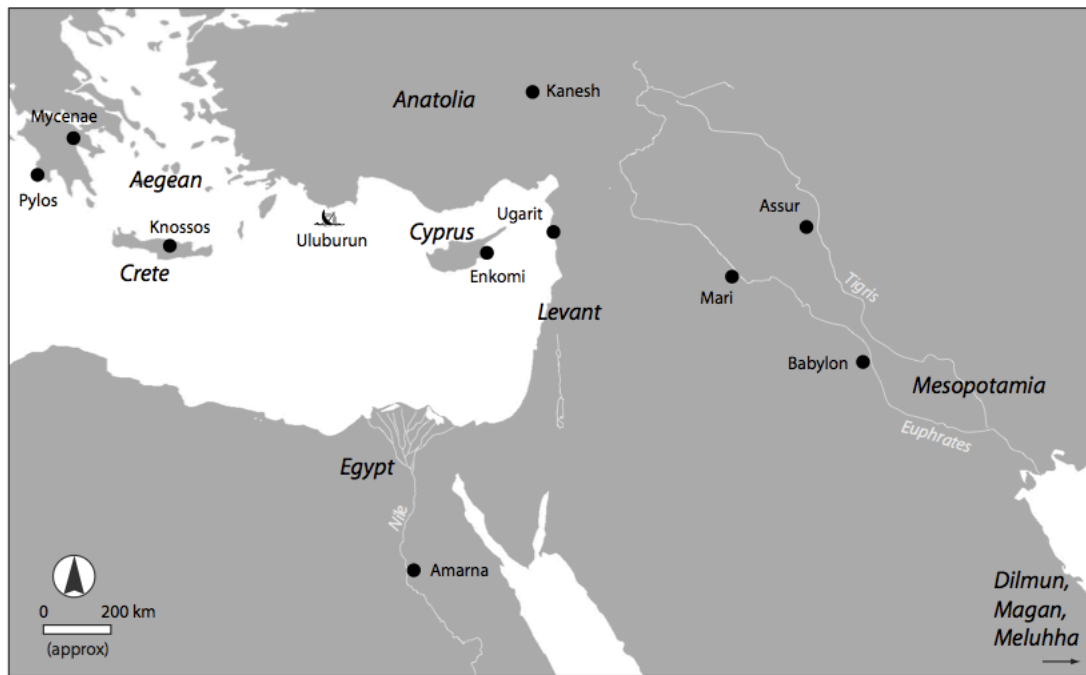 Kanesh
Anatolia
Mycenae
Aegean
Pylos
Knossos
Uluburun
Cyprus
Ugarit
Assur
Crete
Enkomi
Mari
Tigris
Levant
Babylon
Mesopotamia
Euphrates
Egypt
Nile
Amarna
Dilmun,
Magan,
Meluhha
0 200 km
(approx)